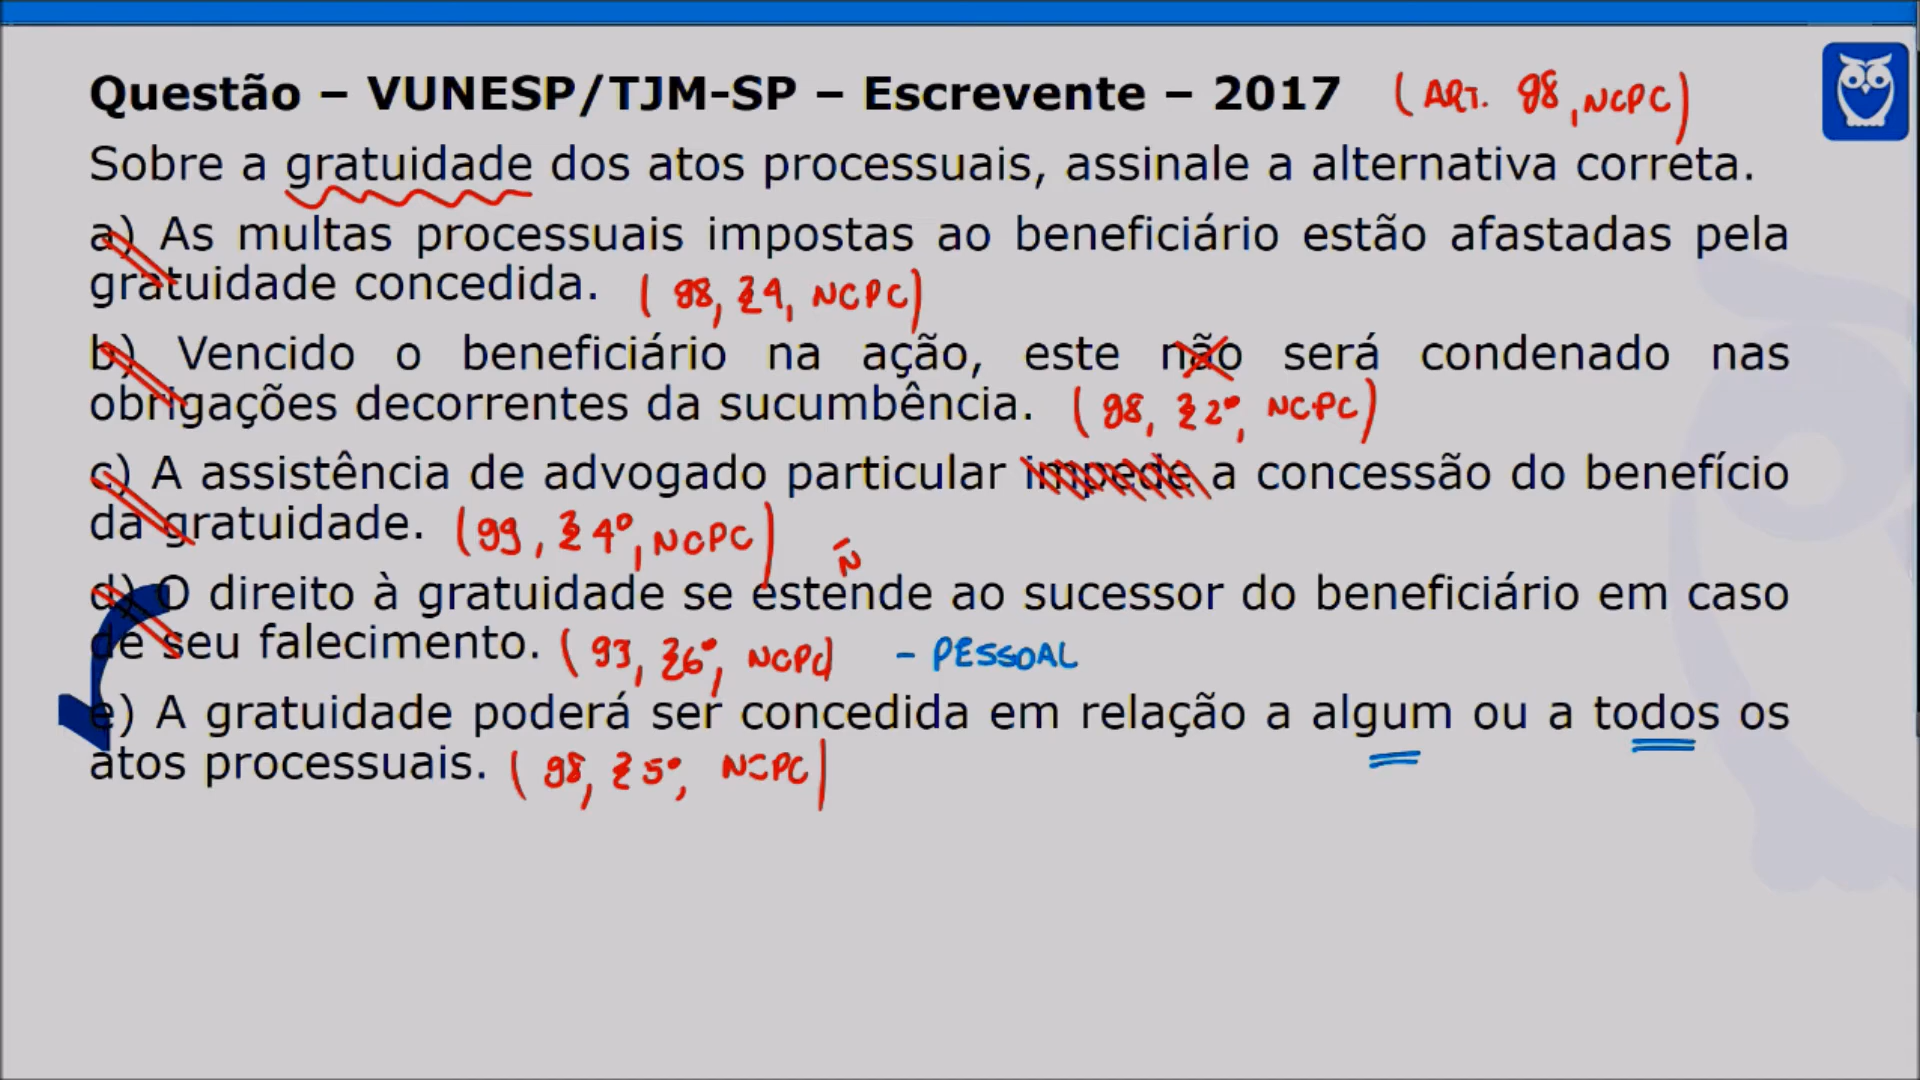 Questão – VUNESP/TJM-SP – Escrevente – 2017 (ART. 98, NCPC)
Sobre a gratuidade dos atos processuais, assinale a alternativa correta.
a) As multas processuais impostas ao beneficiário estão afastadas pela
gratuidade concedida. (98, §4, NCPC)
b) Vencido o beneficiário na ação, este não será condenado nas
obrigações decorrentes da sucumbência. (98, §2º, NCPC)
c) A assistência de advogado particular impede a concessão do benefício
da gratuidade. (99, §4º, NCPC)
Ñ
d) O direito à gratuidade se estende ao sucessor do beneficiário em caso
de seu falecimento. (93, §6º, NCPC) - PESSOAL
e) A gratuidade poderá ser concedida em relação a algum ou a todos os
atos processuais. (98, §5º, NCPC)